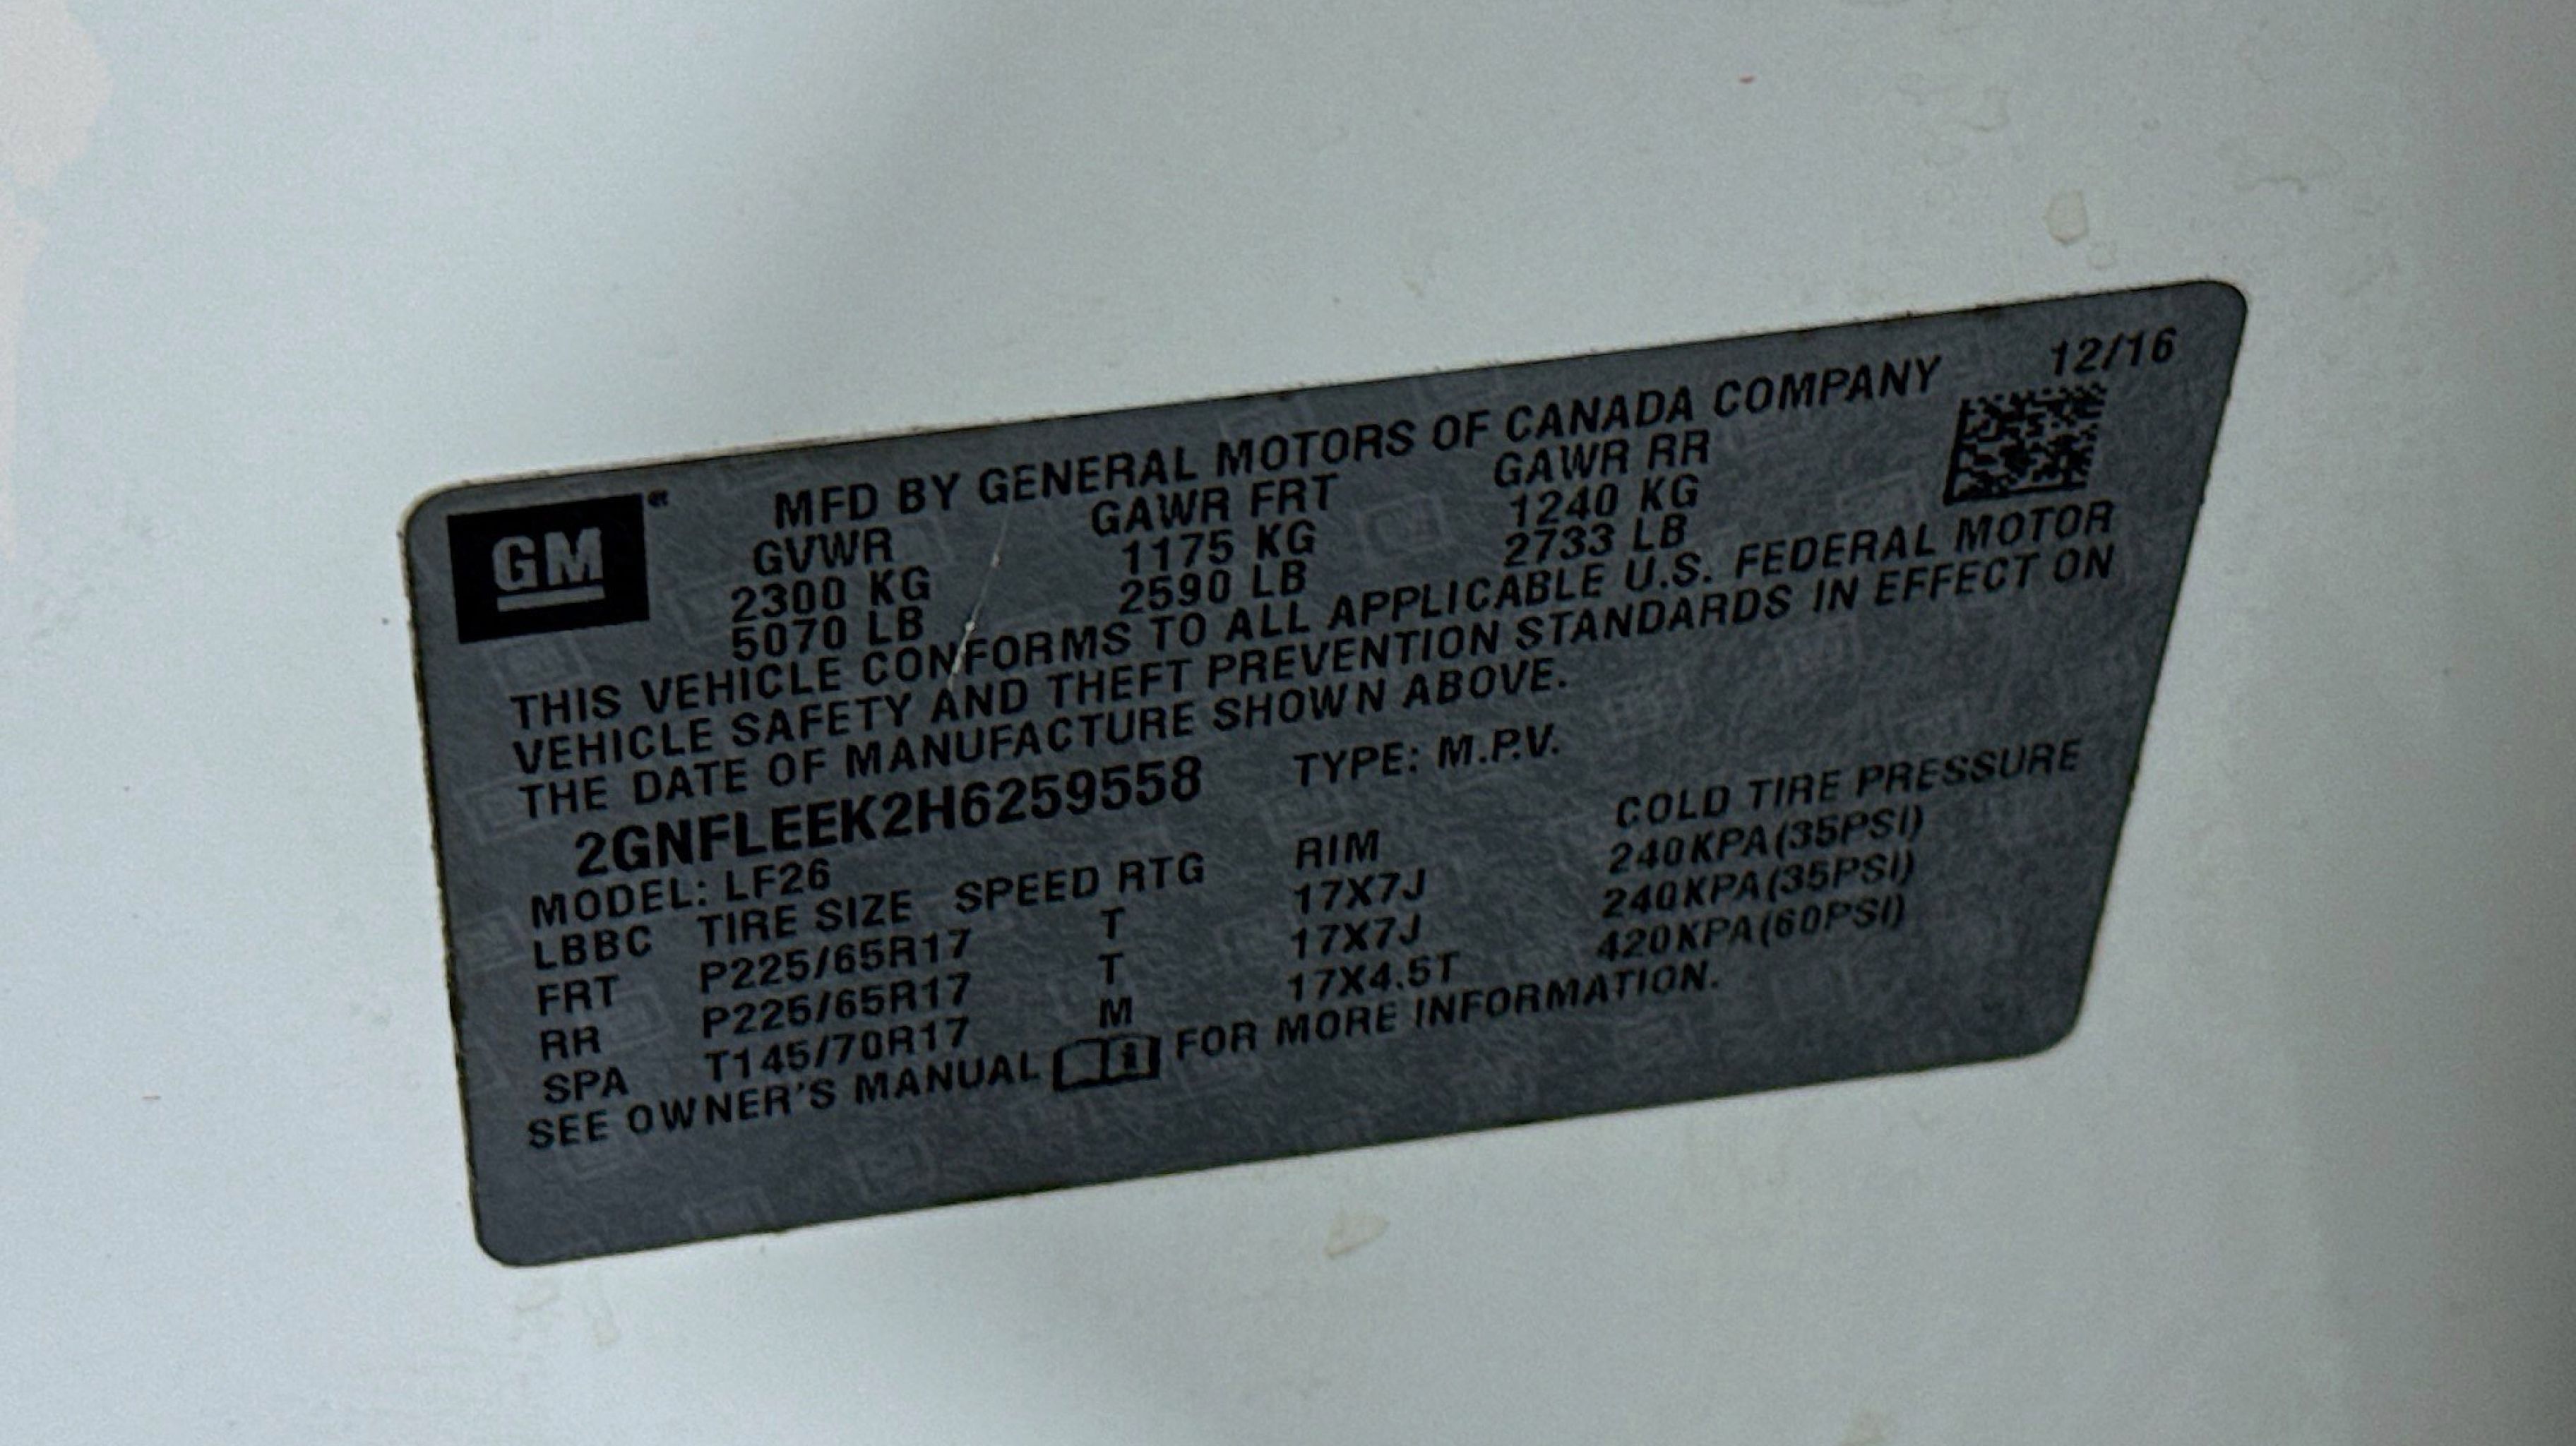 12/16
GM®
MFD BY GENERAL MOTORS OF CANADA COMPANY
GVWR GAWR FRT GAWR RR
2300 KG 1175 KG 1240 KG
5070 LB 2590 LB 2733 LB
THIS VEHICLE CONFORMS TO ALL APPLICABLE U.S. FEDERAL MOTOR
VEHICLE SAFETY AND THEFT PREVENTION STANDARDS IN EFFECT ON
THE DATE OF MANUFACTURE SHOWN ABOVE.
2GNFLEEK2H6259558 TYPE: M.P.V.
MODEL: LF26
LBBC TIRE SIZE SPEED RTG RIM COLD TIRE PRESSURE
FRT P225/65R17 T 17X7J 240KPA(35PSI)
RR P225/65R17 T 17X7J 240KPA(35PSI)
SPA T145/70R17 M 17X4.5T 420KPA(60PSI)
SEE OWNER'S MANUAL FOR MORE INFORMATION.